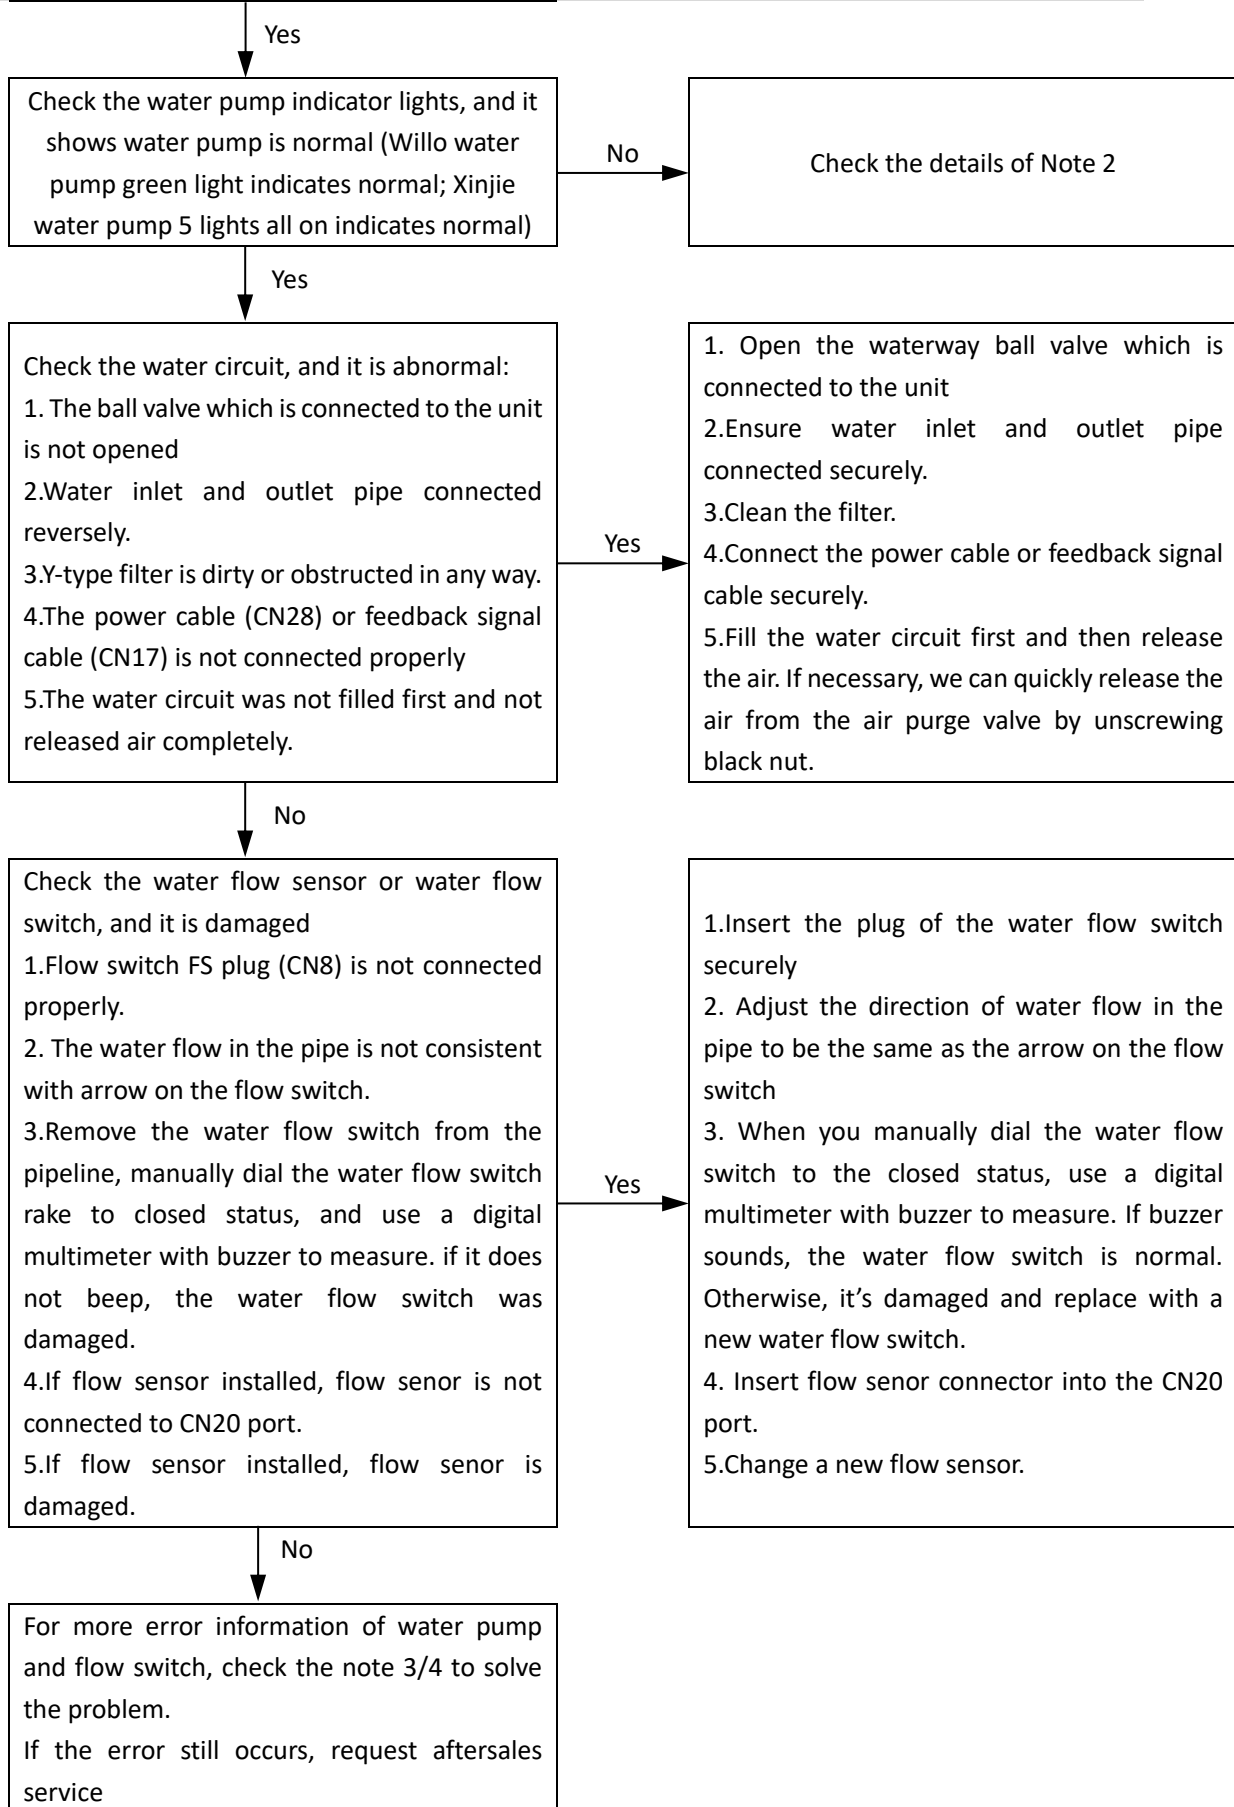 Yes
Check the water pump indicator lights, and it
shows water pump is normal (Willo water
pump green light indicates normal; Xinjie
water pump 5 lights all on indicates normal)
No
Check the details of Note 2
Yes
Check the water circuit, and it is abnormal:
1. The ball valve which is connected to the unit
is not opened
2.Water inlet and outlet pipe connected
reversely.
3.Y-type filter is dirty or obstructed in any way.
4.The power cable (CN28) or feedback signal
cable (CN17) is not connected properly
5.The water circuit was not filled first and not
released air completely.
Yes
1. Open the waterway ball valve which is
connected to the unit
2.Ensure water inlet and outlet pipe
connected securely.
3.Clean the filter.
4.Connect the power cable or feedback signal
cable securely.
5.Fill the water circuit first and then release
the air. If necessary, we can quickly release the
air from the air purge valve by unscrewing
black nut.
No
Check the water flow sensor or water flow
switch, and it is damaged
1.Flow switch FS plug (CN8) is not connected
properly.
2. The water flow in the pipe is not consistent
with arrow on the flow switch.
3.Remove the water flow switch from the
pipeline, manually dial the water flow switch
rake to closed status, and use a digital
multimeter with buzzer to measure. if it does
not beep, the water flow switch was
damaged.
4.If flow sensor installed, flow senor is not
connected to CN20 port.
5.If flow sensor installed, flow senor is
damaged.
Yes
1.Insert the plug of the water flow switch
securely
2. Adjust the direction of water flow in the
pipe to be the same as the arrow on the flow
switch
3. When you manually dial the water flow
switch to the closed status, use a digital
multimeter with buzzer to measure. If buzzer
sounds, the water flow switch is normal.
Otherwise, it's damaged and replace with a
new water flow switch.
4. Insert flow senor connector into the CN20
port.
5.Change a new flow sensor.
No
For more error information of water pump
and flow switch, check the note 3/4 to solve
the problem.
If the error still occurs, request aftersales
service